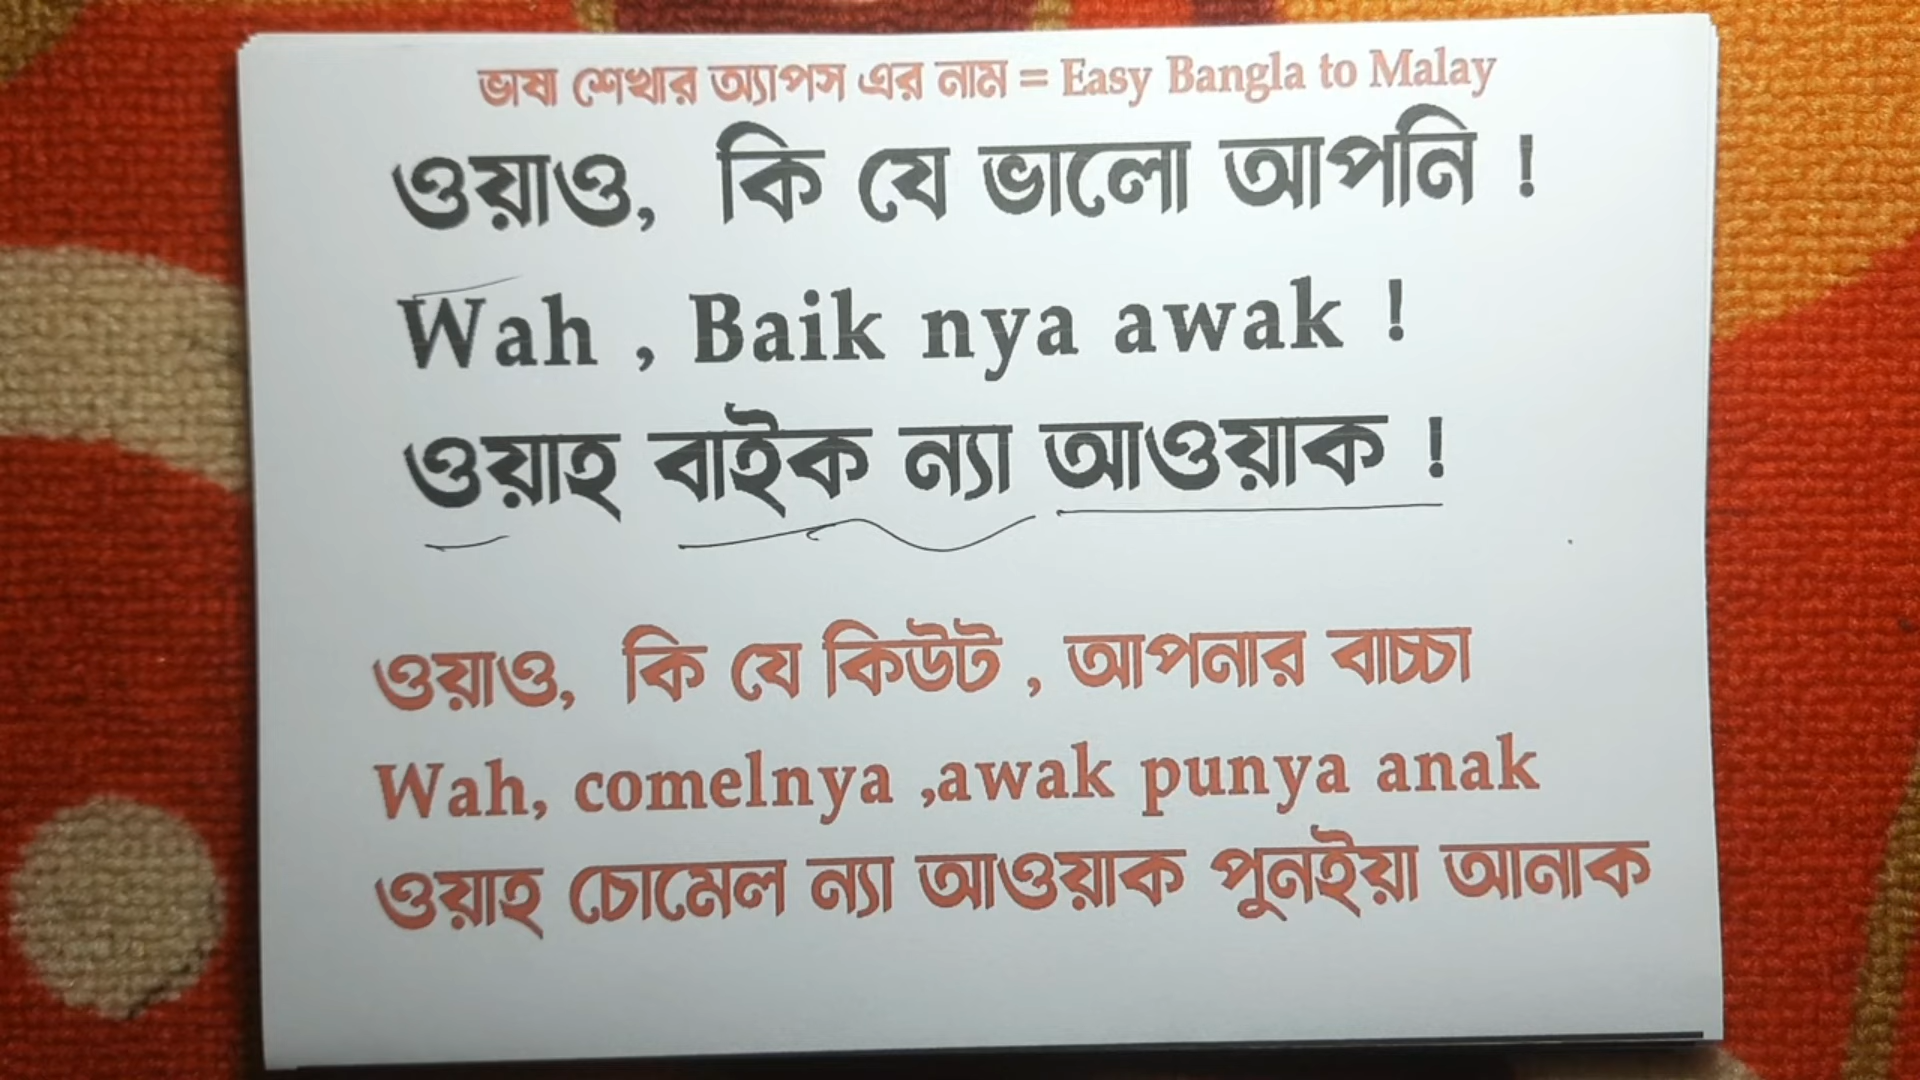 ভাষা শেখার অ্যাপস এর নাম = Easy Bangla to Malay
ওয়াও, কি যে ভালো আপনি !
Wah , Baik nya awak !
ওয়াহ বাইক ন্যা আওয়াক !
ওয়াও, কি যে কিউট , আপনার বাচ্চা
Wah, comelnya ,awak punya anak
ওয়াহ চোমেল ন্যা আওয়াক পুনইয়া আনাক